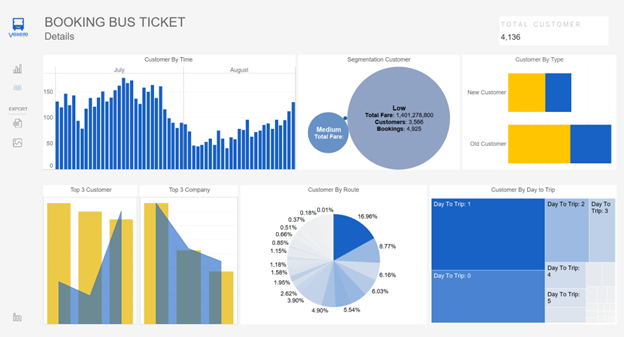 BOOKING BUS TICKET
Details
TOTAL CUSTOMER
4,136
EXPORT
Customer By Time
July
August
150
100
50
0
Segmentation Customer
Low
Total Fare: 1,401,278,800
Customers: 3,566
Bookings: 4,925
Medium
Total Fare:
Customer By Type
New Customer
Old Customer
Top 3 Customer
Top 3 Company
Customer By Route
0.01%
0.18%
0.37%
0.51%
0.66%
0.85%
1.15%
1.18%
1.58%
1.95%
2.62%
3.90%
4.90%
5.54%
6.03%
6.16%
8.77%
16.96%
Customer By Day to Trip
Day To Trip: 1
Day To Trip: 2
Day To
Trip: 3
Day To Trip: 0
Day To Trip:
4
Day To Trip:
5